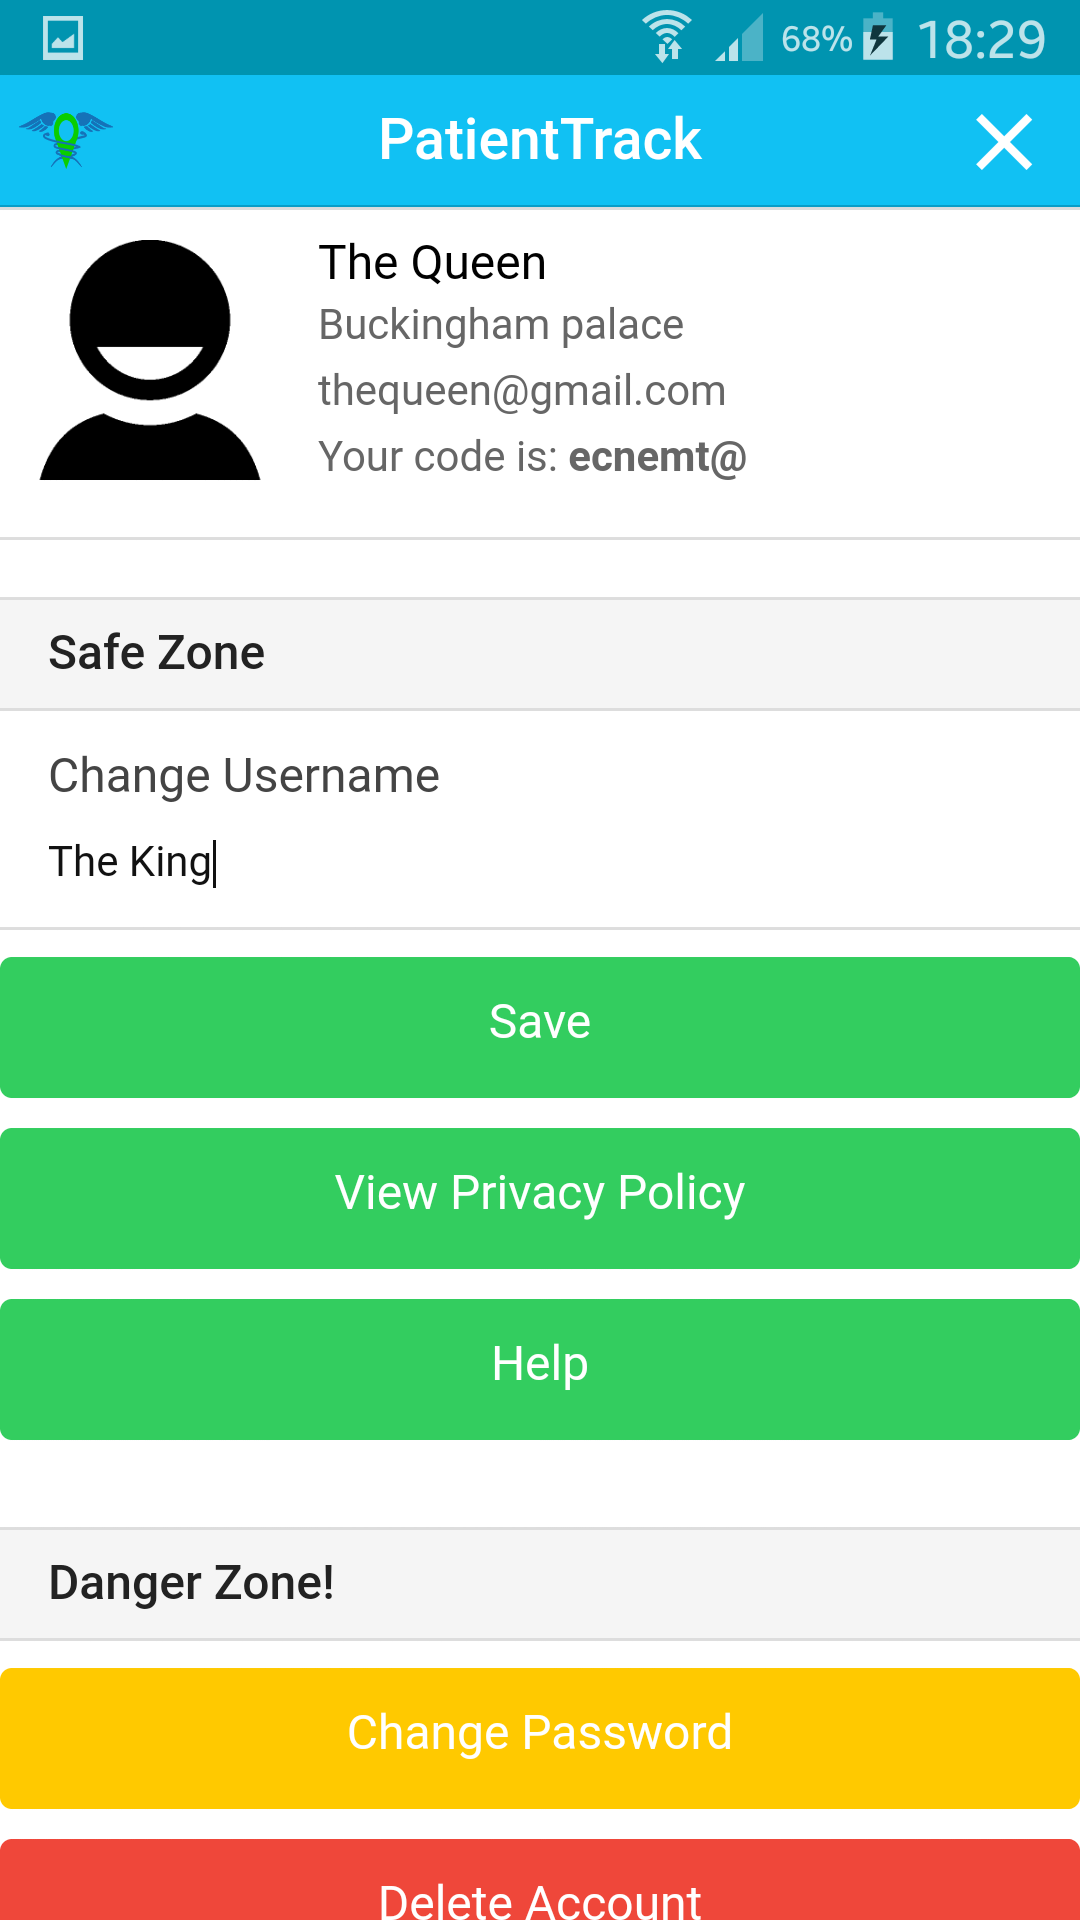 68% 18:29
PatientTrack
The Queen
Buckingham palace
thequeen@gmail.com
Your code is: ecnemt@
Safe Zone
Change Username
The King
Save
View Privacy Policy
Help
Danger Zone!
Change Password
Delete Account